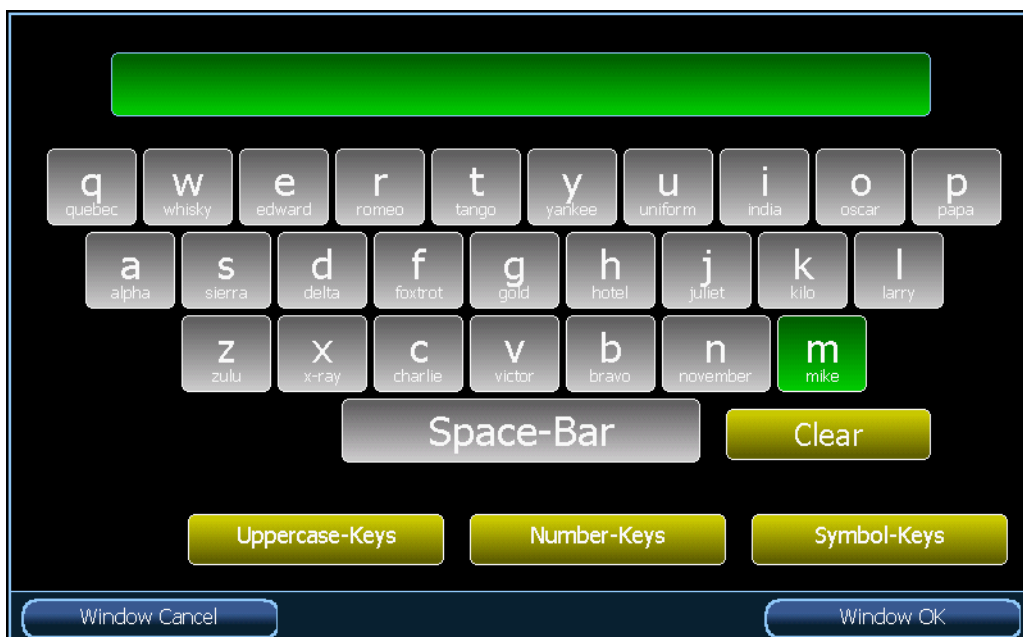 q w e r t y u i o p
quebec whisky edward romeo tango yankee uniform india oscar papa
a s d f g h j k l
alpha sierra delta foxtrot gold hotel juliet kilo larry
z x c v b n m
zulu x-ray charlie victor bravo november mike
Space-Bar Clear
Uppercase-Keys Number-Keys Symbol-Keys
Window Cancel Window OK